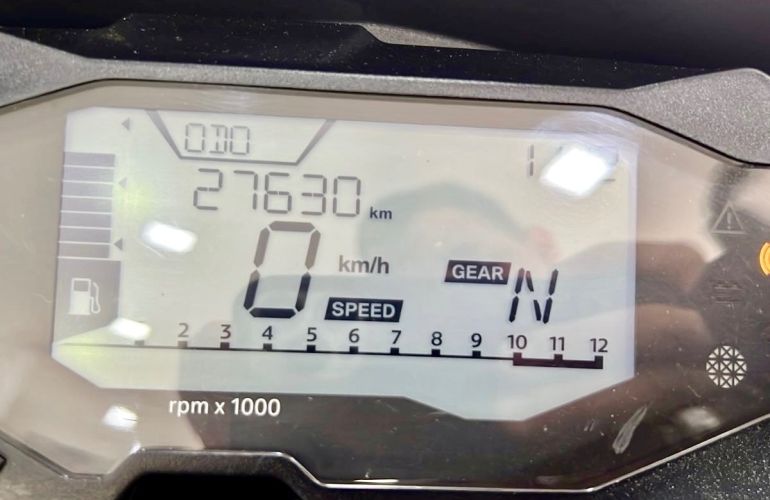 ODO
27630 km
0 km/h
GEAR N
SPEED
2 3 4 5 6 7 8 9 10 11 12
rpm x 1000